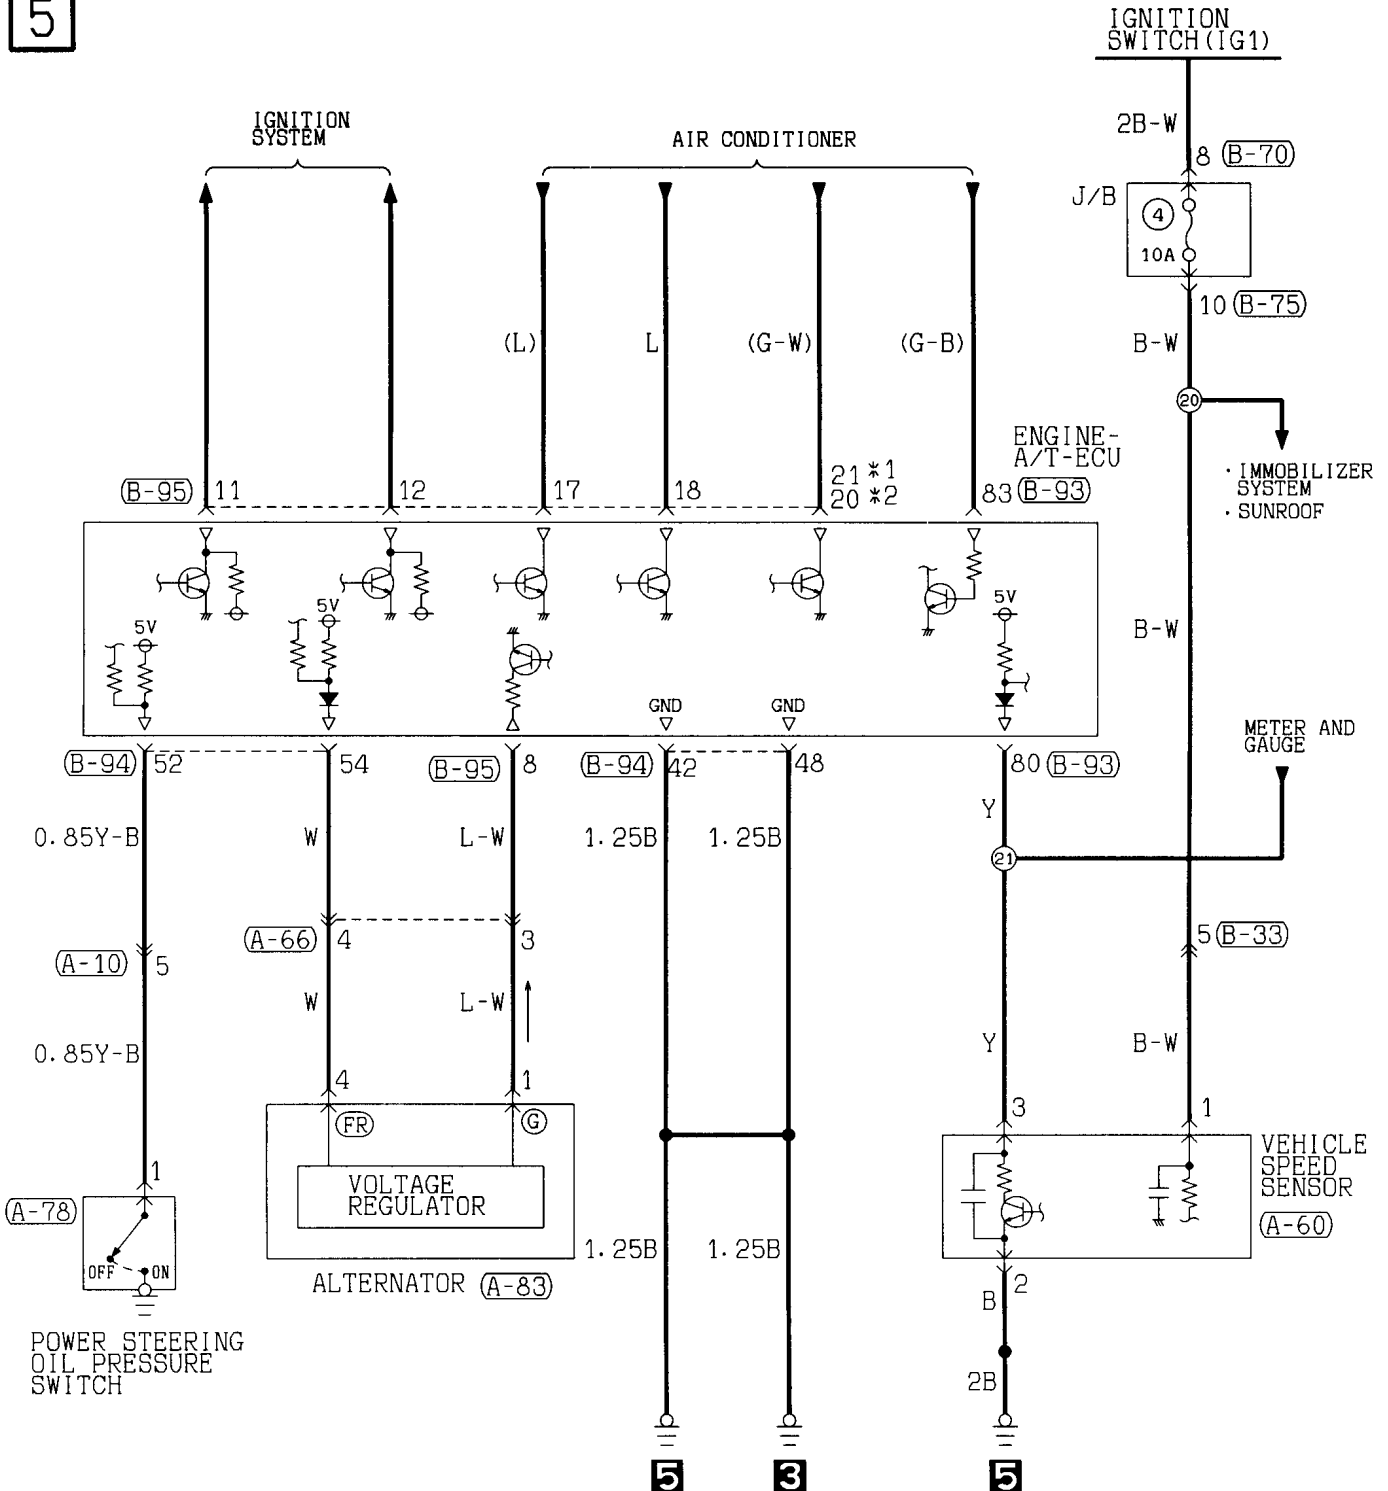 5
IGNITION
SWITCH(IG1)
IGNITION
SYSTEM
AIR CONDITIONER
2B-W
8 (B-70)
J/B
4
10A
10 (B-75)
(L)
L
(G-W)
(G-B)
B-W
20
ENGINE-
A/T-ECU
· IMMOBILIZER
SYSTEM
· SUNROOF
(B-95) 11
12
17
18
21 *1
20 *2
83 (B-93)
5V
5V
5V
B-W
GND
GND
METER AND
GAUGE
(B-94) 52
54
(B-95) 8
(B-94) 42
48
80 (B-93)
Y
0.85Y-B
W
L-W
1.25B
1.25B
21
(A-66) 4
3
5 (B-33)
(A-10) 5
W
L-W
0.85Y-B
Y
B-W
4
1
3
1
FR
G
VOLTAGE
REGULATOR
VEHICLE
SPEED
SENSOR
(A-60)
1
(A-78)
OFF
ON
1.25B
1.25B
ALTERNATOR (A-83)
2
B
POWER STEERING
OIL PRESSURE
SWITCH
2B
5
3
5